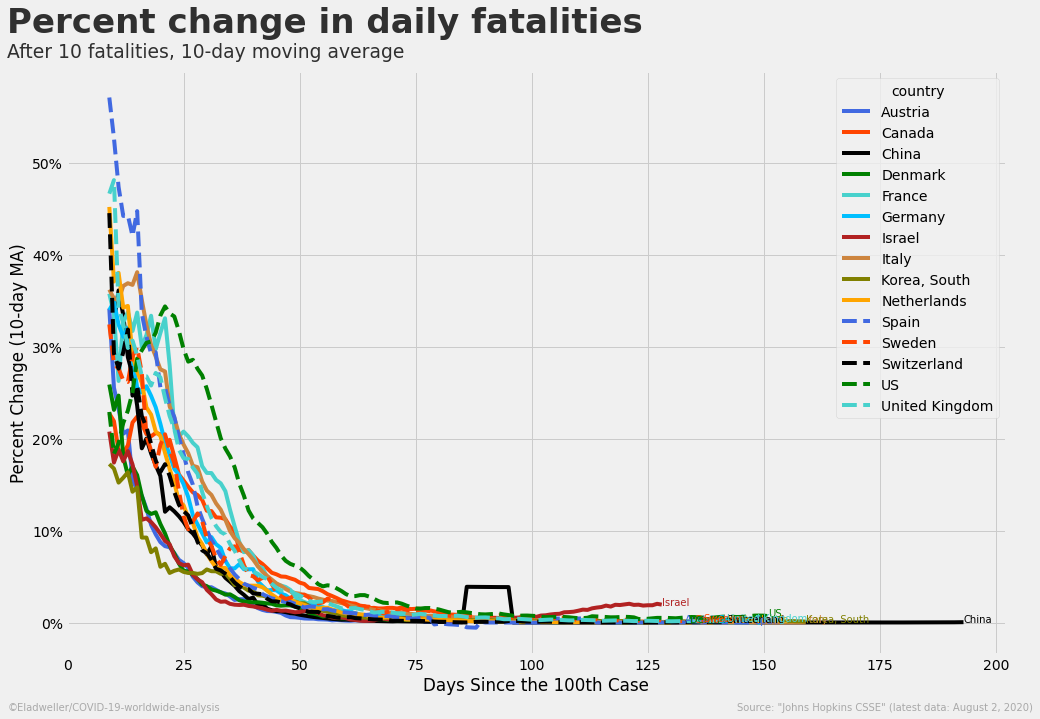 Percent change in daily fatalities
After 10 fatalities, 10-day moving average
Percent Change (10-day MA)
50%
40%
30%
20%
10%
0%
country
Austria
Canada
China
Denmark
France
Germany
Israel
Italy
Korea, South
Netherlands
Spain
Sweden
Switzerland
US
United Kingdom
Israel
US
Switzerland
Korea, South
China
0 25 50 75 100 125 150 175 200
Days Since the 100th Case
©Eladweller/COVID-19-worldwide-analysis
Source: "Johns Hopkins CSSE" (latest data: August 2, 2020)